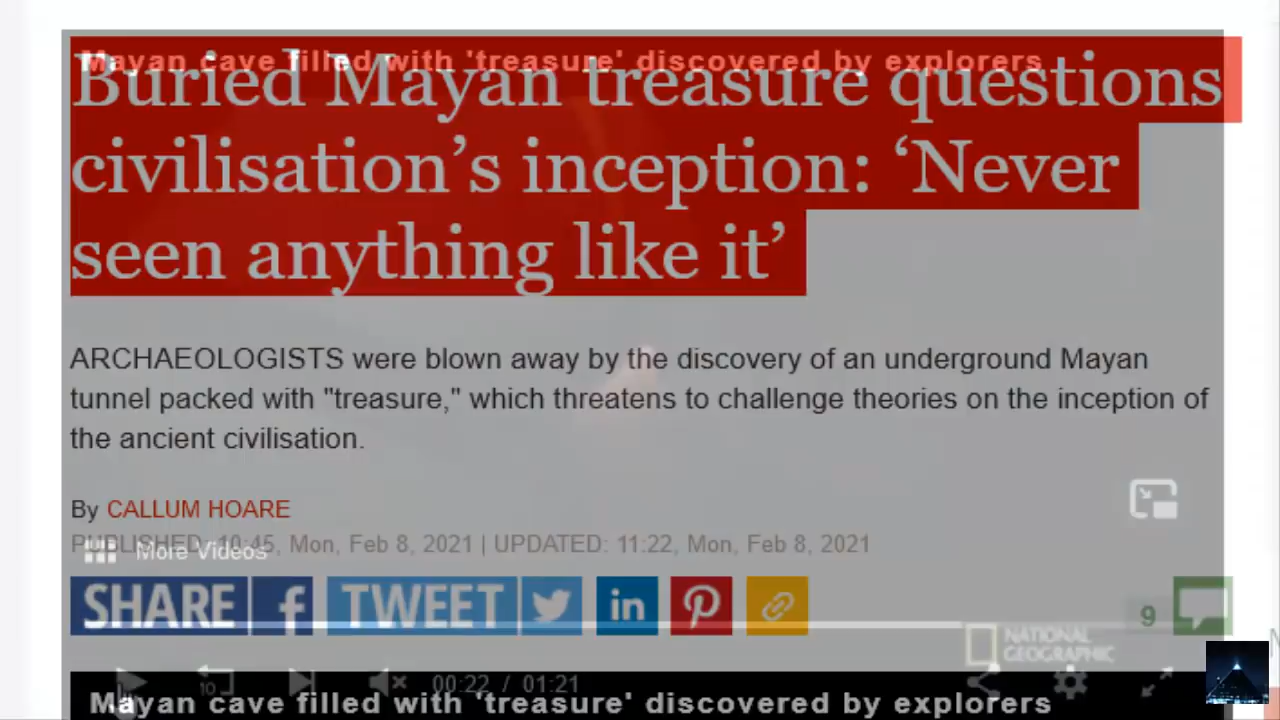 Mayan cave filled with 'treasure' discovered by explorers
Buried Mayan treasure questions
civilisation's inception: 'Never
seen anything like it'
ARCHAEOLOGISTS were blown away by the discovery of an underground Mayan
tunnel packed with "treasure," which threatens to challenge theories on the inception of
the ancient civilisation.
By CALLUM HOARE
PUBLISHED: 10:45, Mon, Feb 8, 2021 | UPDATED: 11:22, Mon, Feb 8, 2021
More Videos
SHARE f TWEET in 9
NATIONAL
GEOGRAPHIC
10 00:22 / 01:21
Mayan cave filled with 'treasure' discovered by explorers